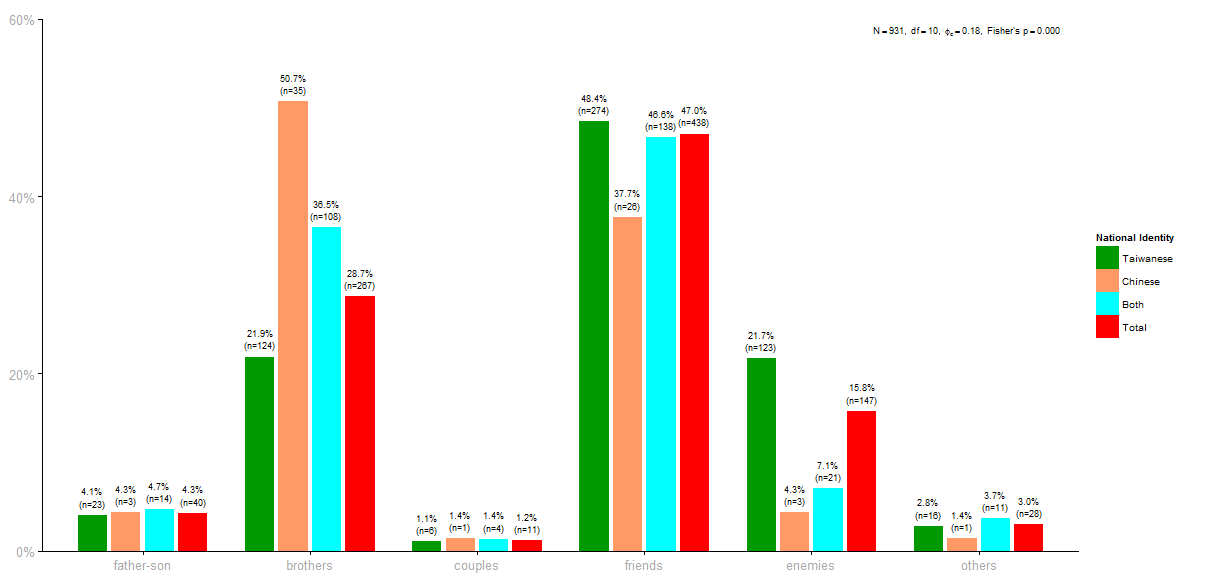 60%
N = 931, df = 10, ϕc = 0.18, Fisher's p = 0.000
50.7%
(n=35)
48.4%
(n=274)
46.6%
(n=138)
47.0%
(n=438)
40%
37.7%
(n=26)
36.5%
(n=108)
28.7%
(n=267)
National Identity
Taiwanese
Chinese
Both
Total
21.9%
(n=124)
21.7%
(n=123)
20%
15.8%
(n=147)
4.1%
(n=23)
4.3%
(n=3)
4.7%
(n=14)
4.3%
(n=40)
1.1%
(n=6)
1.4%
(n=1)
1.4%
(n=4)
1.2%
(n=11)
4.3%
(n=3)
7.1%
(n=21)
2.8%
(n=16)
1.4%
(n=1)
3.7%
(n=11)
3.0%
(n=28)
0%
father-son
brothers
couples
friends
enemies
others